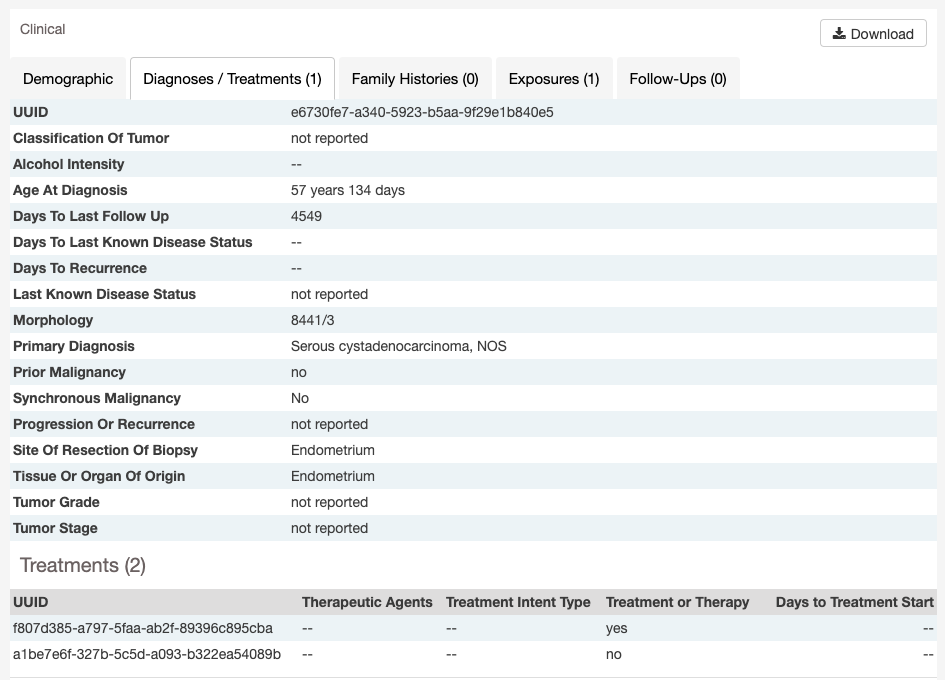 Clinical
Download
Demographic Diagnoses / Treatments (1) Family Histories (0) Exposures (1) Follow-Ups (0)
UUID e6730fe7-a340-5923-b5aa-9f29e1b840e5
Classification Of Tumor not reported
Alcohol Intensity --
Age At Diagnosis 57 years 134 days
Days To Last Follow Up 4549
Days To Last Known Disease Status --
Days To Recurrence --
Last Known Disease Status not reported
Morphology 8441/3
Primary Diagnosis Serous cystadenocarcinoma, NOS
Prior Malignancy no
Synchronous Malignancy No
Progression Or Recurrence not reported
Site Of Resection Of Biopsy Endometrium
Tissue Or Organ Of Origin Endometrium
Tumor Grade not reported
Tumor Stage not reported
Treatments (2)
UUID Therapeutic Agents Treatment Intent Type Treatment or Therapy Days to Treatment Start
f807d385-a797-5faa-ab2f-89396c895cba -- -- yes --
a1be7e6f-327b-5c5d-a093-b322ea54089b -- -- no --